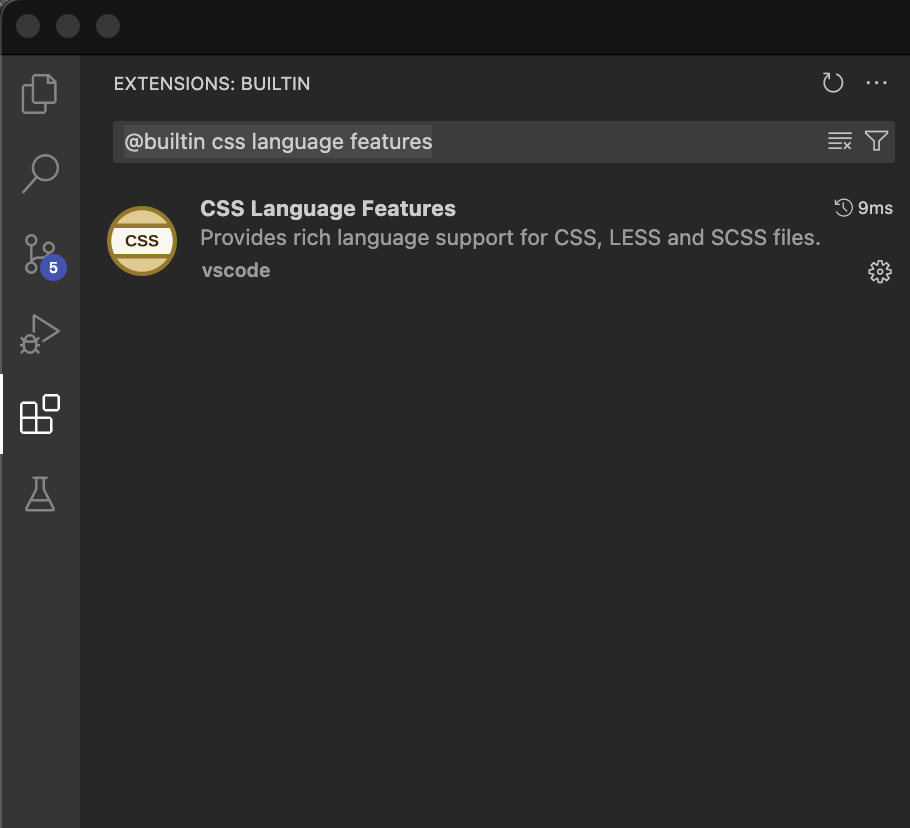 EXTENSIONS: BUILTIN
@builtin css language features
CSS
CSS Language Features
9ms
Provides rich language support for CSS, LESS and SCSS files.
vscode
5